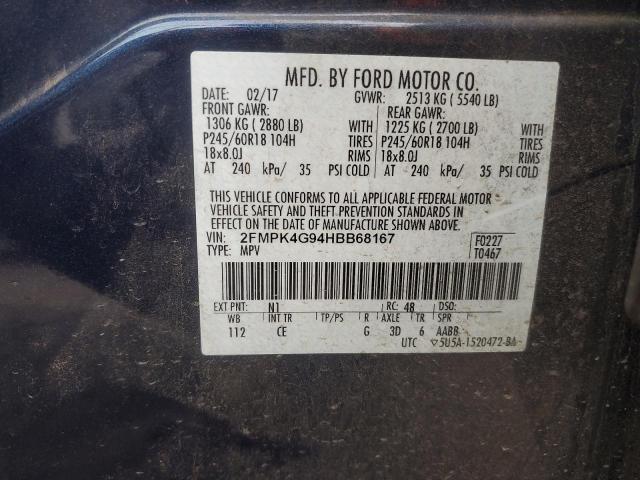 MFD. BY FORD MOTOR CO.
DATE: 02/17 GVWR: 2513 KG ( 5540 LB)
FRONT GAWR: REAR GAWR:
1306 KG ( 2880 LB) WITH 1225 KG ( 2700 LB) WITH
P245/60R18 104H TIRES P245/60R18 104H TIRES
18x8.0J RIMS 18x8.0J RIMS
AT 240 kPa/ 35 PSI COLD AT 240 kPa/ 35 PSI COLD
THIS VEHICLE CONFORMS TO ALL APPLICABLE FEDERAL MOTOR
VEHICLE SAFETY AND THEFT PREVENTION STANDARDS IN
EFFECT ON THE DATE OF MANUFACTURE SHOWN ABOVE.
VIN: 2FMPK4G94HBB68167 F0227
TYPE: MPV T0467
EXT PNT: N1 RC: 48 DSO:
WB INT TR TP/PS R AXLE TR SPR
112 CE G 3D 6 AABB
UTC ▽5U5A-1520472-BA